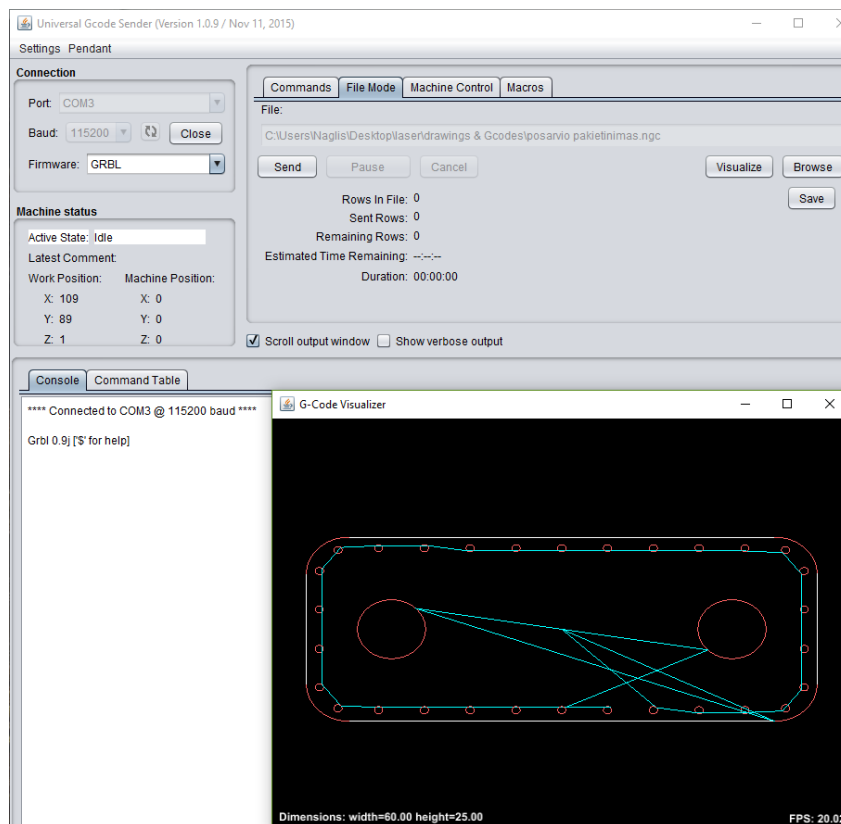 Universal Gcode Sender (Version 1.0.9 / Nov 11, 2015)
Settings Pendant
Connection
Port: COM3
Baud: 115200 Close
Firmware: GRBL
Machine status
Active State: Idle
Latest Comment:
Work Position: Machine Position:
X: 109 X: 0
Y: 89 Y: 0
Z: 1 Z: 0
Commands File Mode Machine Control Macros
File:
C:\Users\Naglis\Desktop\laser\drawings & Gcodes\posarvio pakietinimas.ngc
Send Pause Cancel Visualize Browse
Save
Rows In File: 0
Sent Rows: 0
Remaining Rows: 0
Estimated Time Remaining: --:--:--
Duration: 00:00:00
Scroll output window Show verbose output
Console Command Table
**** Connected to COM3 @ 115200 baud ****
Grbl 0.9j ['$' for help]
G-Code Visualizer
Dimensions: width=60.00 height=25.00
FPS: 20.02